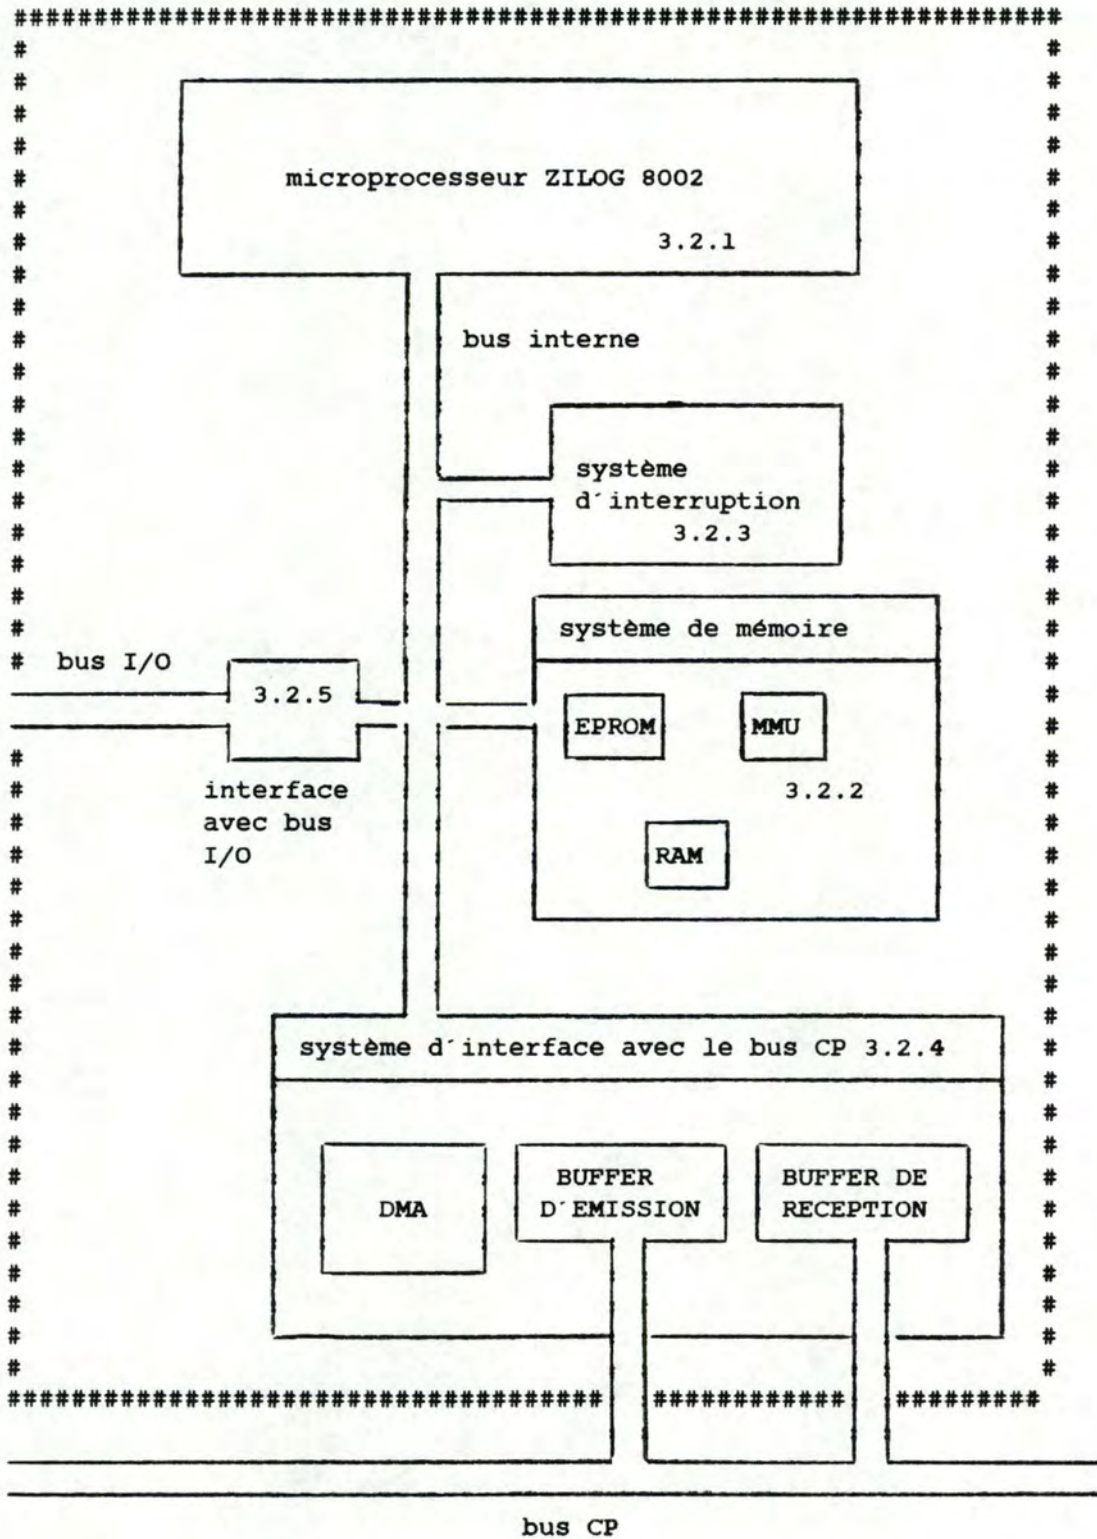 microprocesseur ZILOG 8002
3.2.1
bus interne
système
d´interruption
3.2.3
système de mémoire
bus I/O
3.2.5
EPROM
MMU
3.2.2
interface
avec bus
I/O
RAM
système d´interface avec le bus CP 3.2.4
DMA
BUFFER
D´EMISSION
BUFFER DE
RECEPTION
bus CP